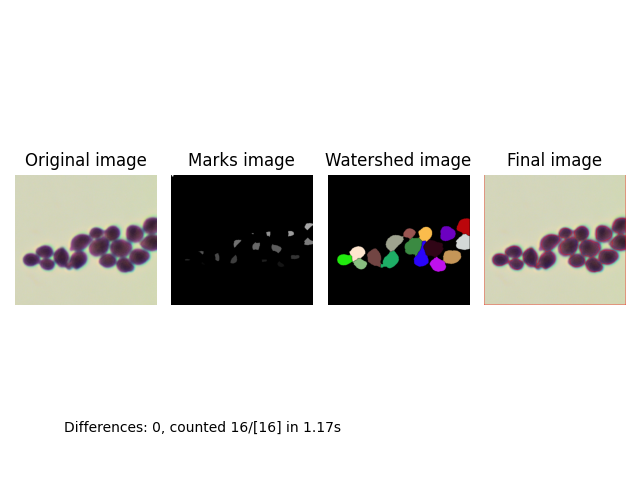 Original image
Marks image
Watershed image
Final image
Differences: 0, counted 16/[16] in 1.17s